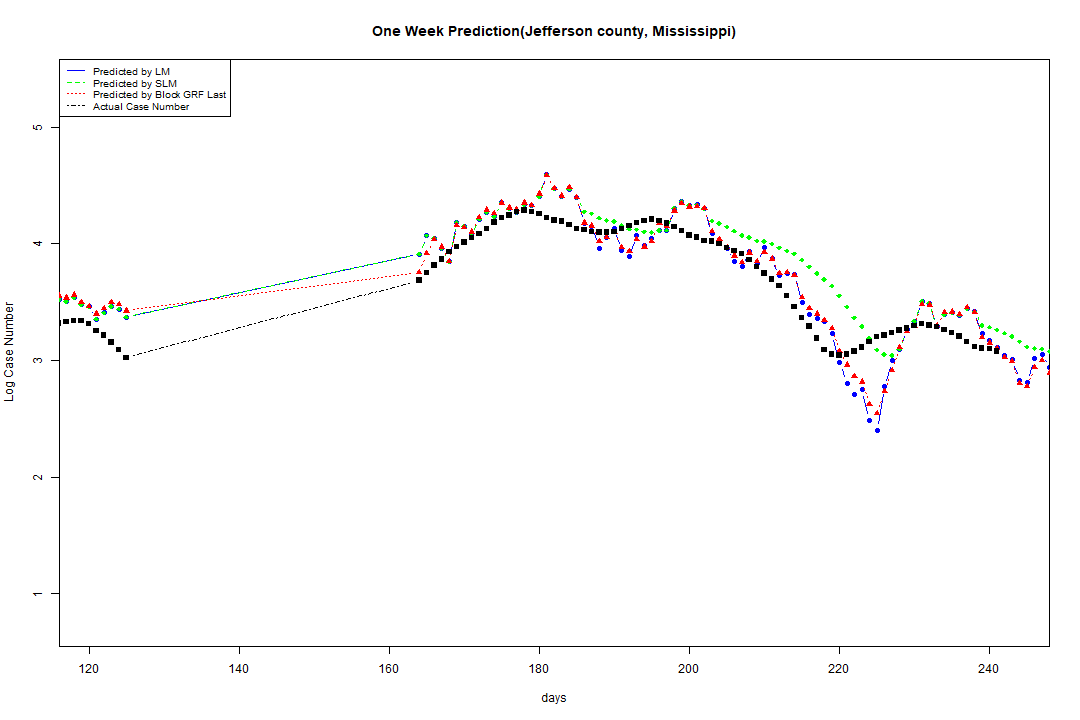 One Week Prediction(Jefferson county, Mississippi)
Predicted by LM
Predicted by SLM
Predicted by Block GRF Last
Actual Case Number
5
4
3
2
1
Log Case Number
120 140 160 180 200 220 240
days